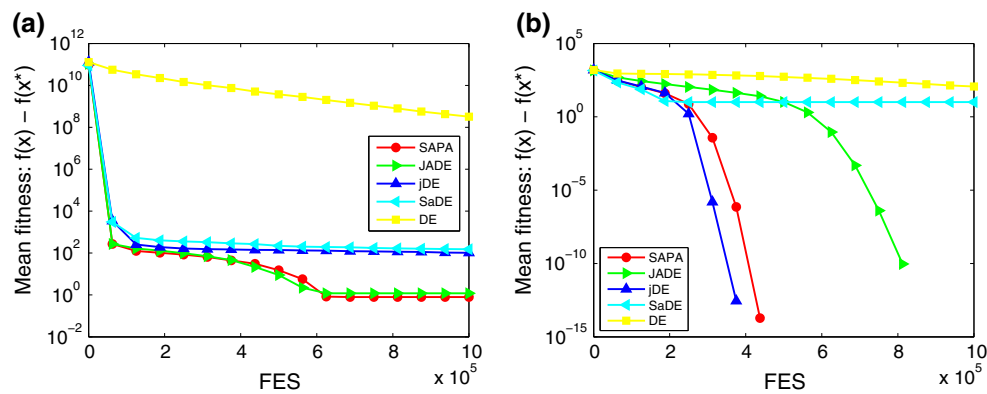 (a)
Mean fitness: f(x) − f(x*)
10^12
10^10
10^8
10^6
10^4
10^2
10^0
10^−2
0
2
4
6
8
10
FES
x 10^5
SAPA
JADE
jDE
SaDE
DE
(b)
Mean fitness: f(x) − f(x*)
10^5
10^0
10^−5
10^−10
10^−15
0
2
4
6
8
10
FES
x 10^5
SAPA
JADE
jDE
SaDE
DE